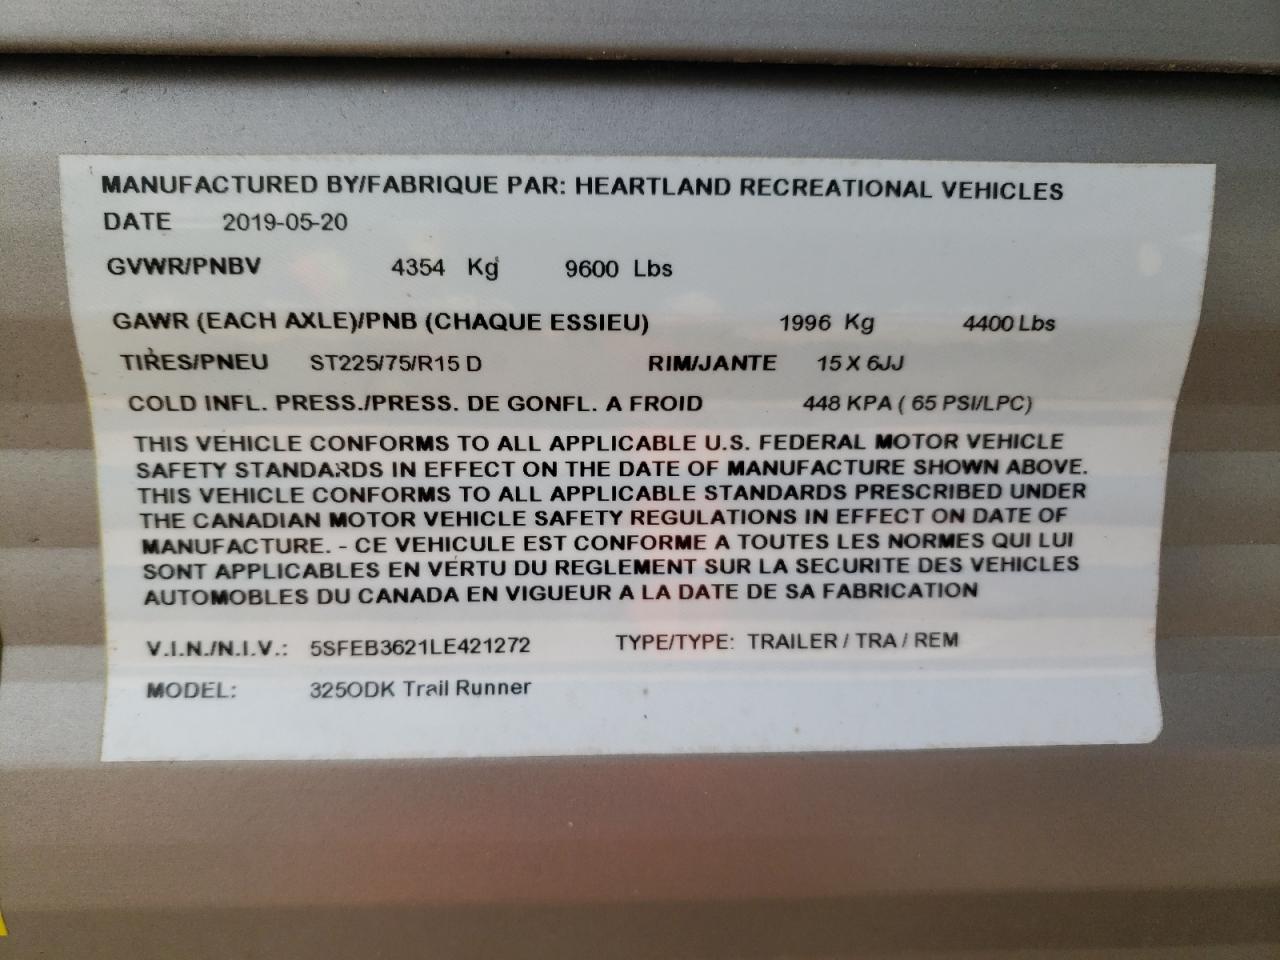 MANUFACTURED BY/FABRIQUE PAR: HEARTLAND RECREATIONAL VEHICLES
DATE 2019-05-20
GVWR/PNBV 4354 Kg 9600 Lbs
GAWR (EACH AXLE)/PNB (CHAQUE ESSIEU) 1996 Kg 4400 Lbs
TIRES/PNEU ST225/75/R15 D RIM/JANTE 15 X 6JJ
COLD INFL. PRESS./PRESS. DE GONFL. A FROID 448 KPA ( 65 PSI/LPC)
THIS VEHICLE CONFORMS TO ALL APPLICABLE U.S. FEDERAL MOTOR VEHICLE
SAFETY STANDARDS IN EFFECT ON THE DATE OF MANUFACTURE SHOWN ABOVE.
THIS VEHICLE CONFORMS TO ALL APPLICABLE STANDARDS PRESCRIBED UNDER
THE CANADIAN MOTOR VEHICLE SAFETY REGULATIONS IN EFFECT ON DATE OF
MANUFACTURE. - CE VEHICULE EST CONFORME A TOUTES LES NORMES QUI LUI
SONT APPLICABLES EN VERTU DU REGLEMENT SUR LA SECURITE DES VEHICLES
AUTOMOBLES DU CANADA EN VIGUEUR A LA DATE DE SA FABRICATION
V.I.N./N.I.V.: 5SFEB3621LE421272 TYPE/TYPE: TRAILER / TRA / REM
MODEL: 325ODK Trail Runner